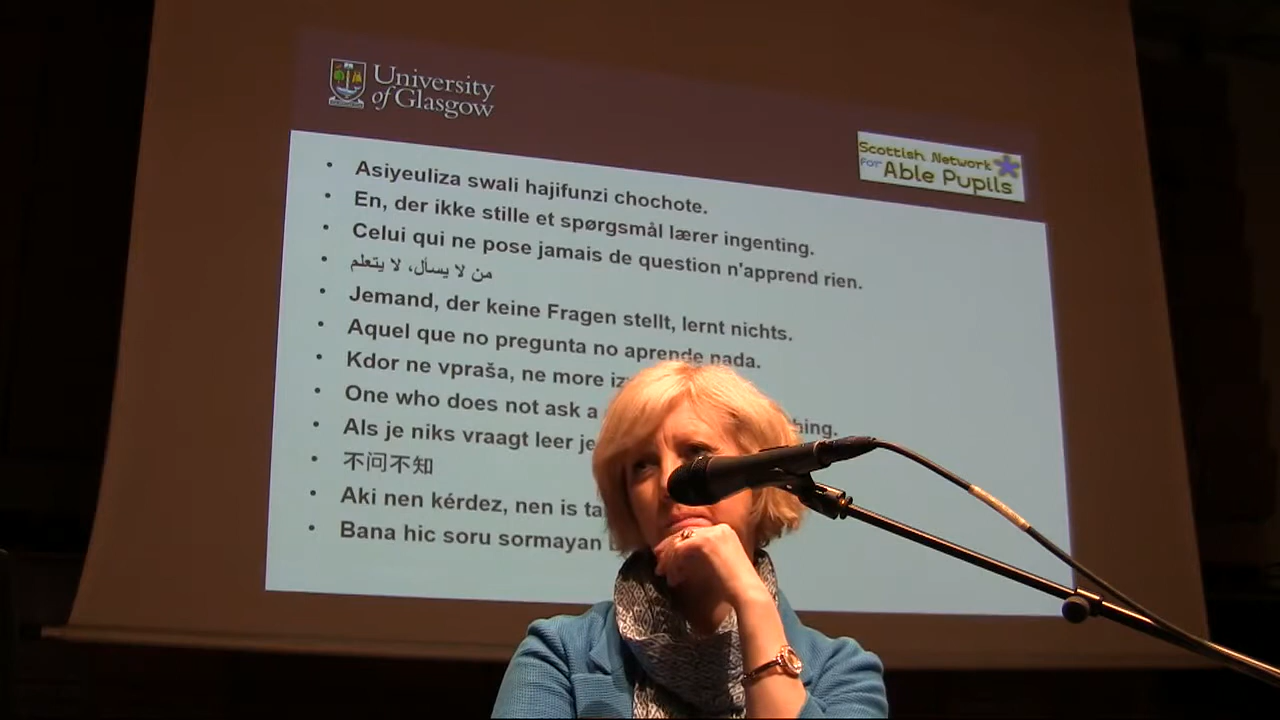 University
of Glasgow
Scottish Network
for Able Pupils
• Asiyeuliza swali hajifunzi chochote.
• En, der ikke stille et spørgsmål lærer ingenting.
• Celui qui ne pose jamais de question n'apprend rien.
• من لا يسأل، لا يتعلم
• Jemand, der keine Fragen stellt, lernt nichts.
• Aquel que no pregunta no aprende nada.
• Kdor ne vpraša, ne more
• One who does not ask a
• Als je niks vraagt leer je
• 不问不知
• Aki nen kérdez, nen is
• Bana hic soru sormayan